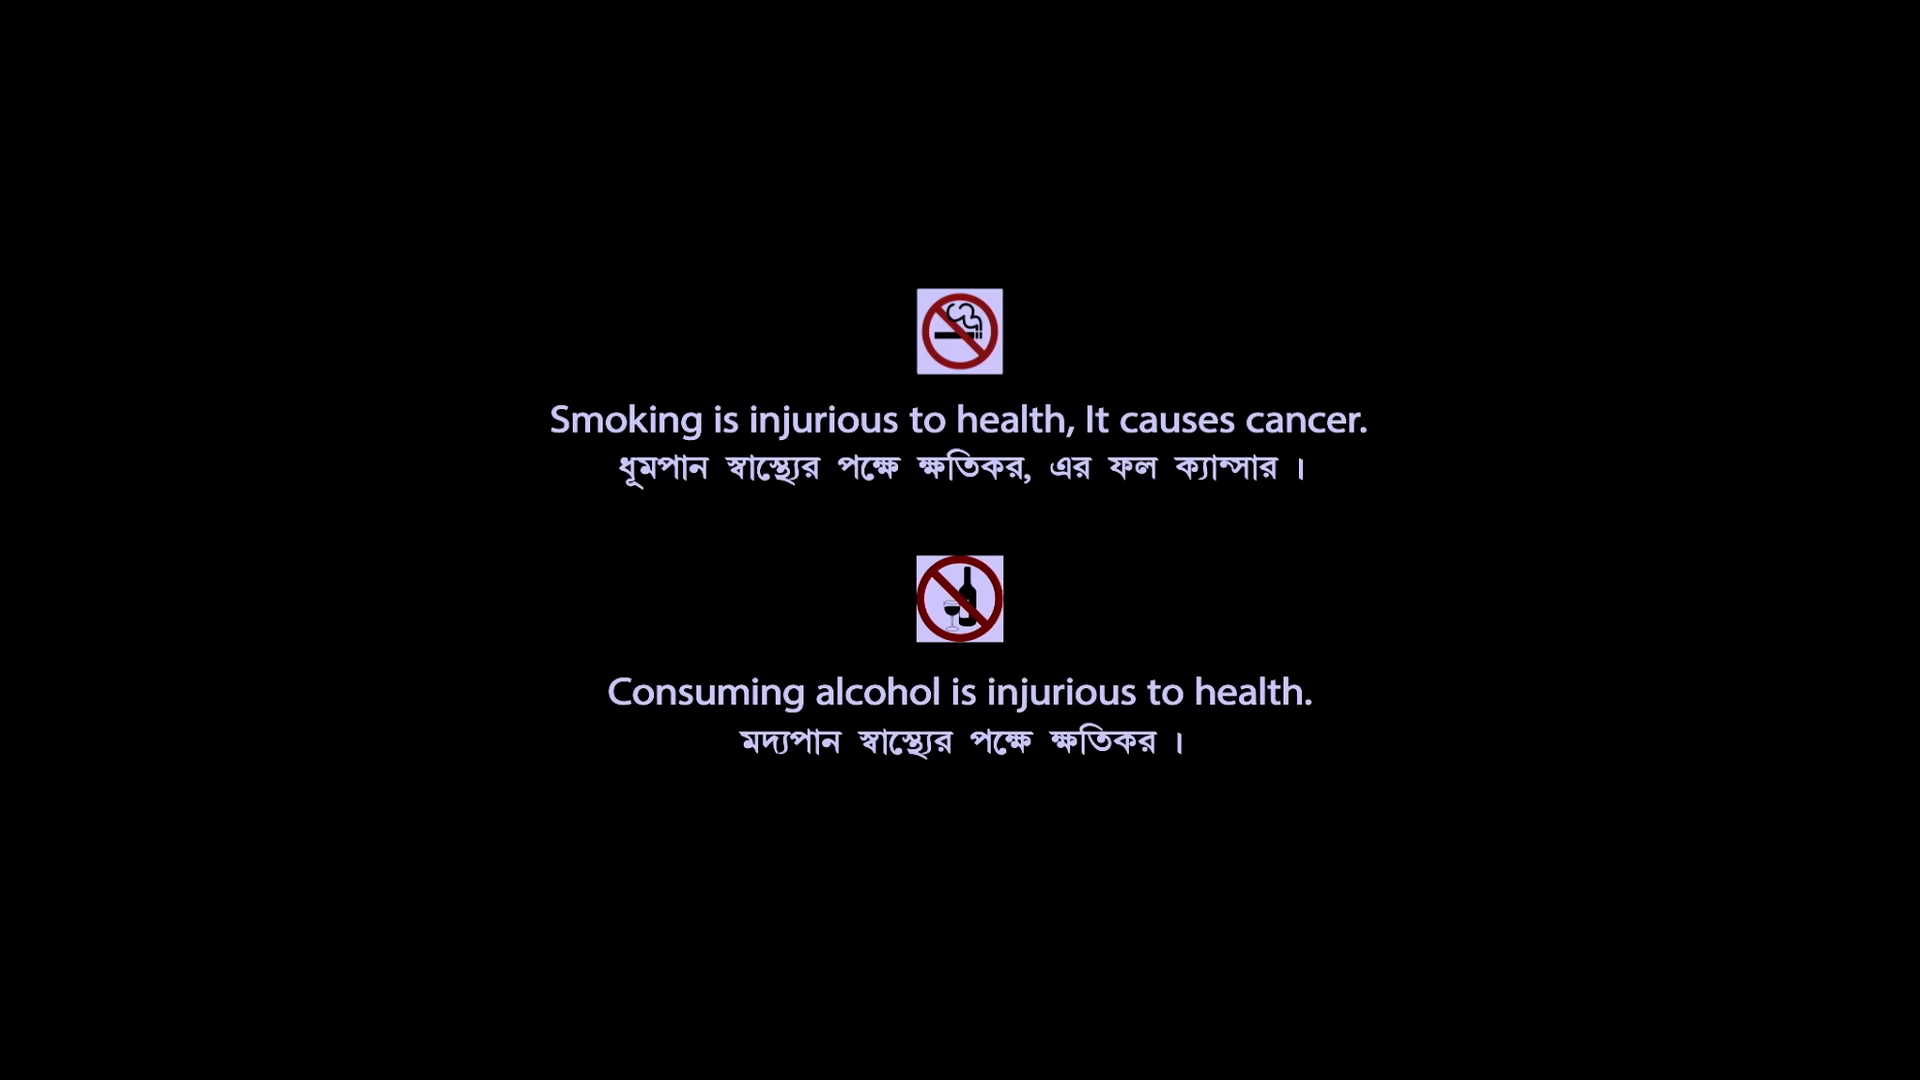 Smoking is injurious to health, It causes cancer.
ধূমপান স্বাস্থ্যের পক্ষে ক্ষতিকর, এর ফল ক্যান্সার ।
Consuming alcohol is injurious to health.
মদ্যপান স্বাস্থ্যের পক্ষে ক্ষতিকর ।